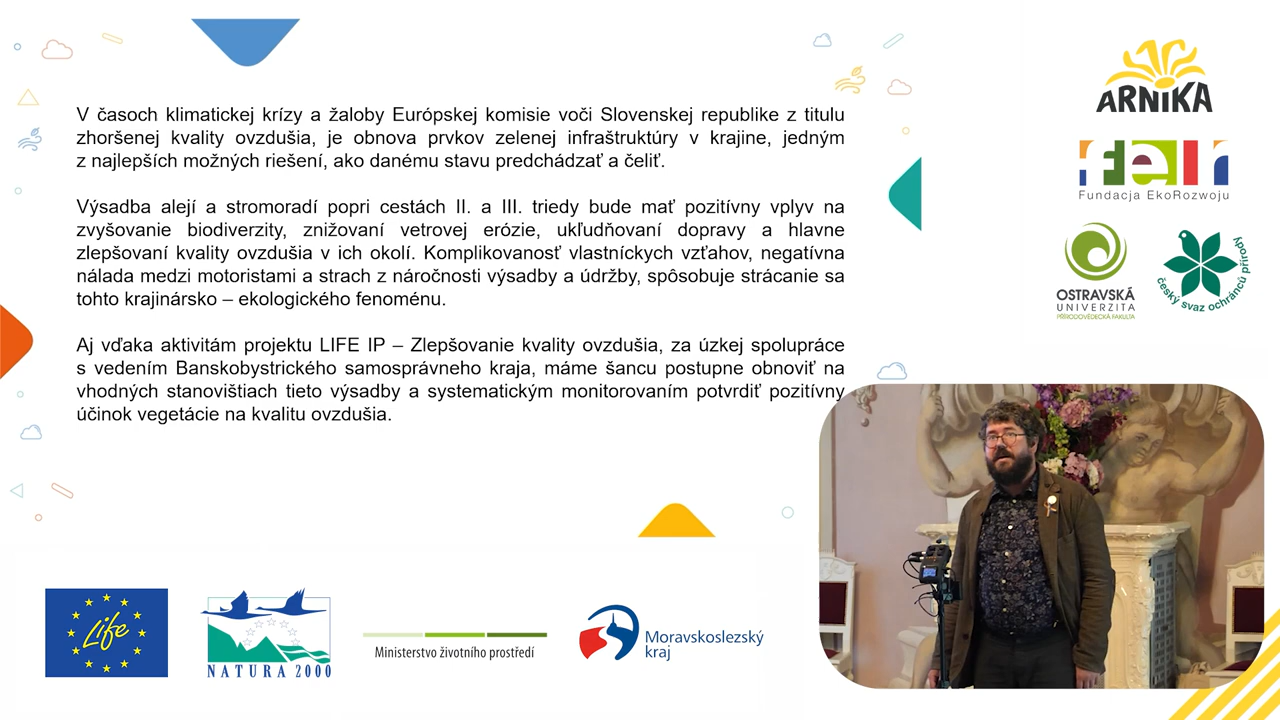 V časoch klimatickej krízy a žaloby Európskej komisie voči Slovenskej republike z titulu
zhoršenej kvality ovzdušia, je obnova prvkov zelenej infraštruktúry v krajine, jedným
z najlepších možných riešení, ako danému stavu predchádzať a čeliť.
Výsadba alejí a stromoradí popri cestách II. a III. triedy bude mať pozitívny vplyv na
zvyšovanie biodiverzity, znižovaní vetrovej erózie, ukľudňovaní dopravy a hlavne
zlepšovaní kvality ovzdušia v ich okolí. Komplikovanosť vlastníckych vzťahov, negatívna
nálada medzi motoristami a strach z náročnosti výsadby a údržby, spôsobuje strácanie sa
tohto krajinársko – ekologického fenoménu.
Aj vďaka aktivitám projektu LIFE IP – Zlepšovanie kvality ovzdušia, za úzkej spolupráce
s vedením Banskobystrického samosprávneho kraja, máme šancu postupne obnoviť na
vhodných stanovištiach tieto výsadby a systematickým monitorovaním potvrdiť pozitívny
účinok vegetácie na kvalitu ovzdušia.
ARNIKA
fer
Fundacja EkoRozwoju
OSTRAVSKÁ
UNIVERZITA
PŘÍRODOVĚDECKÁ FAKULTA
český svaz ochránců přírody
Life
NATURA 2000
Ministerstvo životního prostředí
Moravskoslezský
kraj